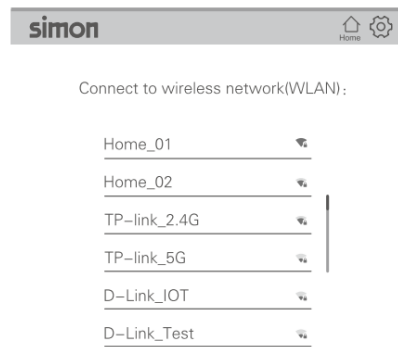 simon
Home
Connect to wireless network(WLAN):
Home_01
Home_02
TP-link_2.4G
TP-link_5G
D-Link_IOT
D-Link_Test